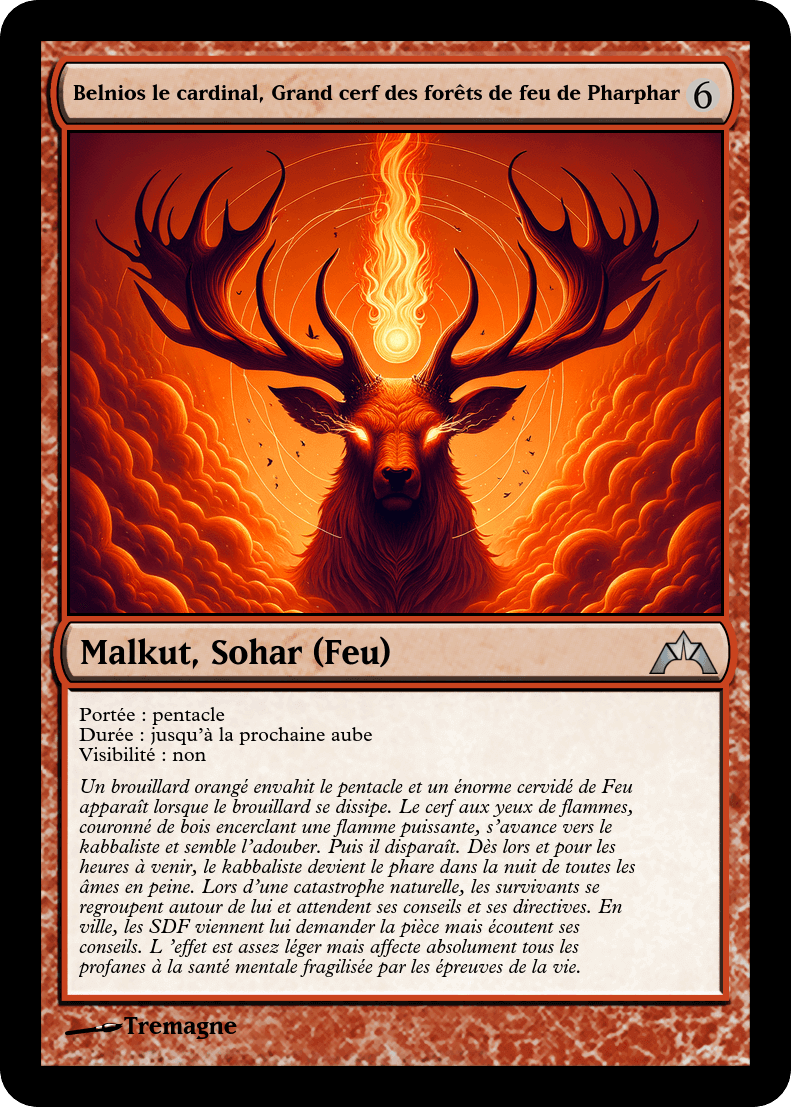 Belnios le cardinal, Grand cerf des forêts de feu de Pharphar 6
Malkut, Sohar (Feu)
Portée : pentacle
Durée : jusqu'à la prochaine aube
Visibilité : non
Un brouillard orangé envahit le pentacle et un énorme cervidé de Feu
apparaît lorsque le brouillard se dissipe. Le cerf aux yeux de flammes,
couronné de bois encerclant une flamme puissante, s'avance vers le
kabbaliste et semble l'adouber. Puis il disparaît. Dès lors et pour les
heures à venir, le kabbaliste devient le phare dans la nuit de toutes les
âmes en peine. Lors d'une catastrophe naturelle, les survivants se
regroupent autour de lui et attendent ses conseils et ses directives. En
ville, les SDF viennent lui demander la pièce mais écoutent ses
conseils. L 'effet est assez léger mais affecte absolument tous les
profanes à la santé mentale fragilisée par les épreuves de la vie.
Tremagne